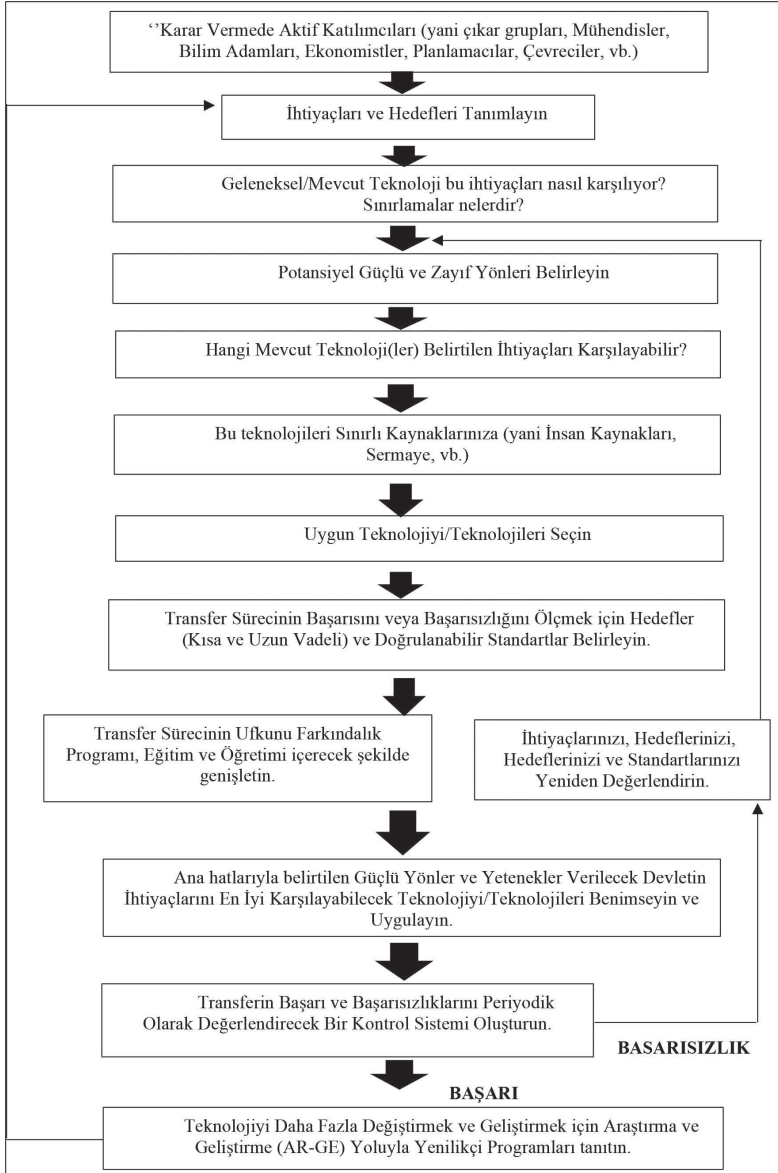 ‘’Karar Vermede Aktif Katılımcıları (yani çıkar grupları, Mühendisler,
Bilim Adamları, Ekonomistler, Planlamacılar, Çevreciler, vb.)
İhtiyaçları ve Hedefleri Tanımlayın
Geleneksel/Mevcut Teknoloji bu ihtiyaçları nasıl karşılıyor?
Sınırlamalar nelerdir?
Potansiyel Güçlü ve Zayıf Yönleri Belirleyin
Hangi Mevcut Teknoloji(ler) Belirtilen İhtiyaçları Karşılayabilir?
Bu teknolojileri Sınırlı Kaynaklarınıza (yani İnsan Kaynakları,
Sermaye, vb.)
Uygun Teknolojiyi/Teknolojileri Seçin
Transfer Sürecinin Başarısını veya Başarısızlığını Ölçmek için Hedefler
(Kısa ve Uzun Vadeli) ve Doğrulanabilir Standartlar Belirleyin.
Transfer Sürecinin Ufkunu Farkındalık
Programı, Eğitim ve Öğretimi içerecek şekilde
genişletin.
İhtiyaçlarınızı, Hedeflerinizi,
Hedeflerinizi ve Standartlarınızı
Yeniden Değerlendirin.
Ana hatlarıyla belirtilen Güçlü Yönler ve Yetenekler Verilecek Devletin
İhtiyaçlarını En İyi Karşılayabilecek Teknolojiyi/Teknolojileri Benimseyin ve
Uygulayın.
Transferin Başarı ve Başarısızlıklarını Periyodik
Olarak Değerlendirecek Bir Kontrol Sistemi Oluşturun.
BASARISIZLIK
BAŞARI
Teknolojiyi Daha Fazla Değiştirmek ve Geliştirmek için Araştırma ve
Geliştirme (AR-GE) Yoluyla Yenilikçi Programları tanıtın.